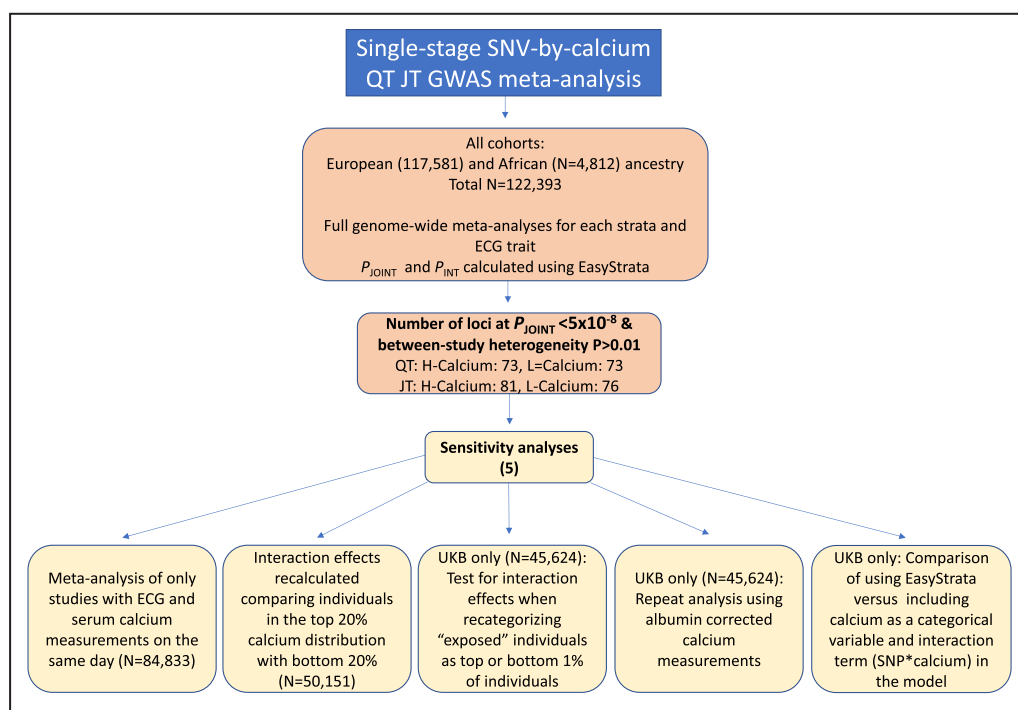 Single-stage SNV-by-calcium
QT JT GWAS meta-analysis
All cohorts:
European (117,581) and African (N=4,812) ancestry
Total N=122,393
Full genome-wide meta-analyses for each strata and
ECG trait
P_JOINT and P_INT calculated using EasyStrata
Number of loci at P_JOINT <5x10^-8 &
between-study heterogeneity P>0.01
QT: H-Calcium: 73, L=Calcium: 73
JT: H-Calcium: 81, L-Calcium: 76
Sensitivity analyses
(5)
Meta-analysis of only
studies with ECG and
serum calcium
measurements on the
same day (N=84,833)
Interaction effects
recalculated
comparing individuals
in the top 20%
calcium distribution
with bottom 20%
(N=50,151)
UKB only (N=45,624):
Test for interaction
effects when
recategorizing
“exposed” individuals
as top or bottom 1%
of individuals
UKB only (N=45,624):
Repeat analysis using
albumin corrected
calcium
measurements
UKB only: Comparison
of using EasyStrata
versus including
calcium as a categorical
variable and interaction
term (SNP*calcium) in
the model